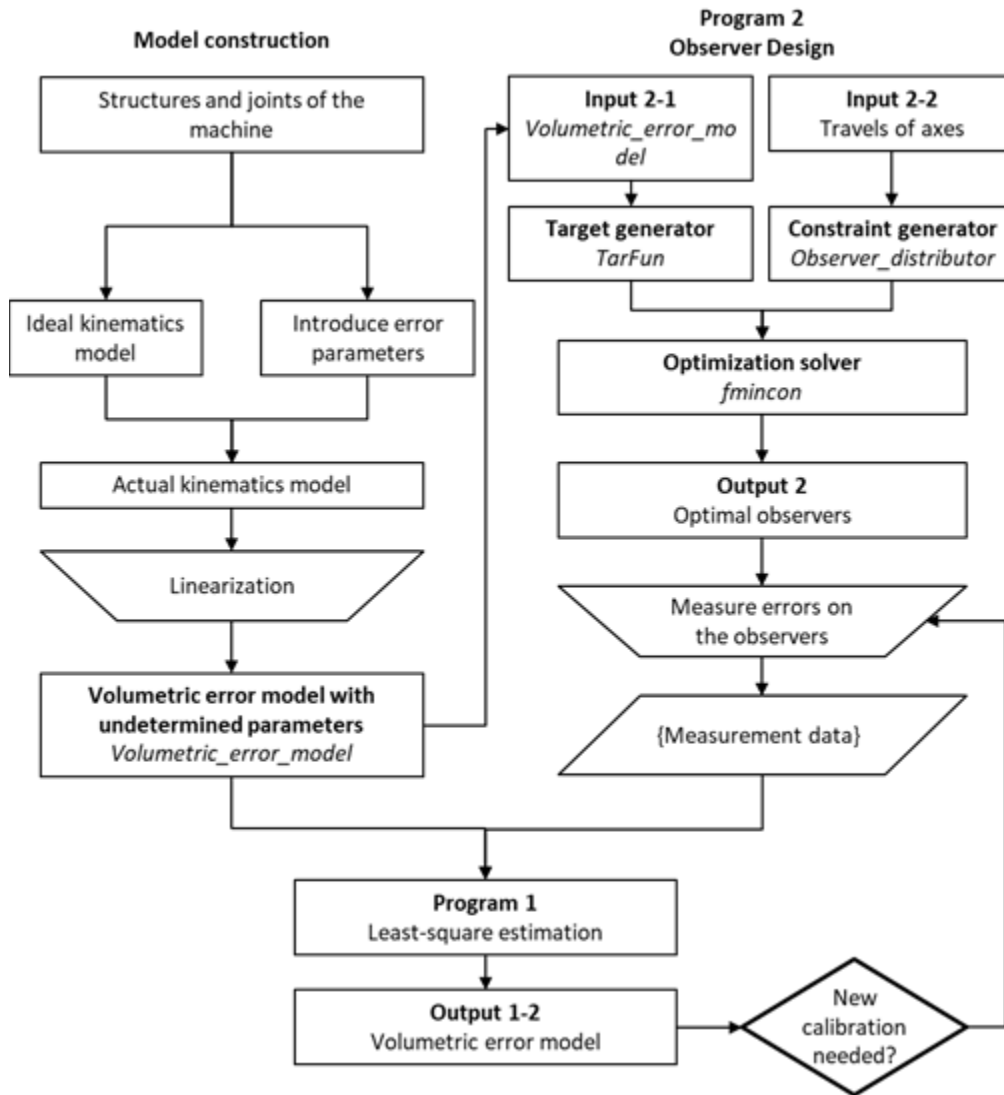 Model construction
Structures and joints of the
machine
Ideal kinematics
model
Introduce error
parameters
Actual kinematics model
Linearization
Volumetric error model with
undetermined parameters
Volumetric_error_model
Program 2
Observer Design
Input 2-1
Volumetric_error_mo
del
Input 2-2
Travels of axes
Target generator
TarFun
Constraint generator
Observer_distributor
Optimization solver
fmincon
Output 2
Optimal observers
Measure errors on
the observers
{Measurement data}
Program 1
Least-square estimation
Output 1-2
Volumetric error model
New
calibration
needed?